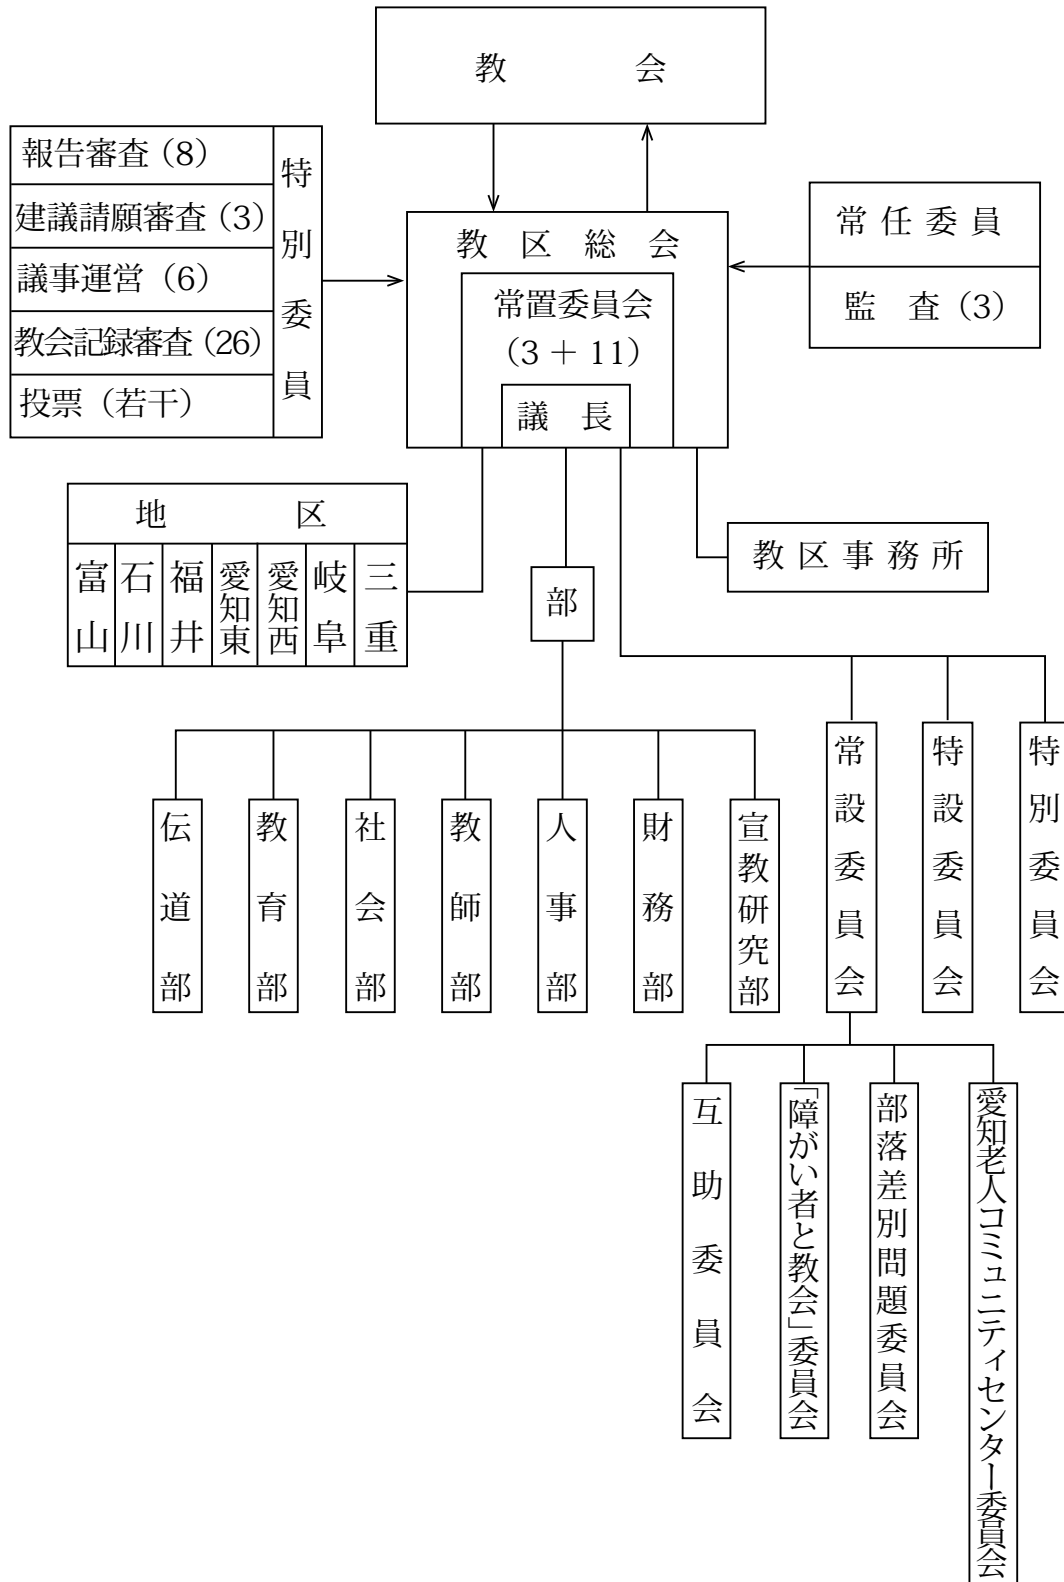 教　会
報告審査（8）
建議請願審査（3）
議事運営（6）
教会記録審査（26）
投票（若干）
特別委員
教区総会
常置委員会
（3 ＋ 11）
議　長
常任委員
監　査（3）
地　区
富山
石川
福井
愛知東
愛知西
岐阜
三重
教区事務所
部
伝道部
教育部
社会部
教師部
人事部
財務部
宣教研究部
常設委員会
特設委員会
特別委員会
互助委員会
「障がい者と教会」委員会
部落差別問題委員会
愛知老人コミュニティセンター委員会